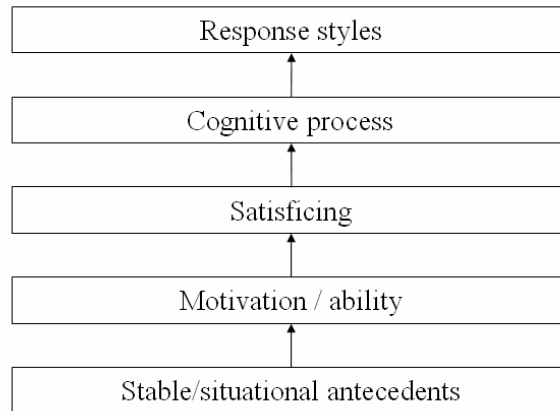 Response styles
Cognitive process
Satisficing
Motivation / ability
Stable/situational antecedents